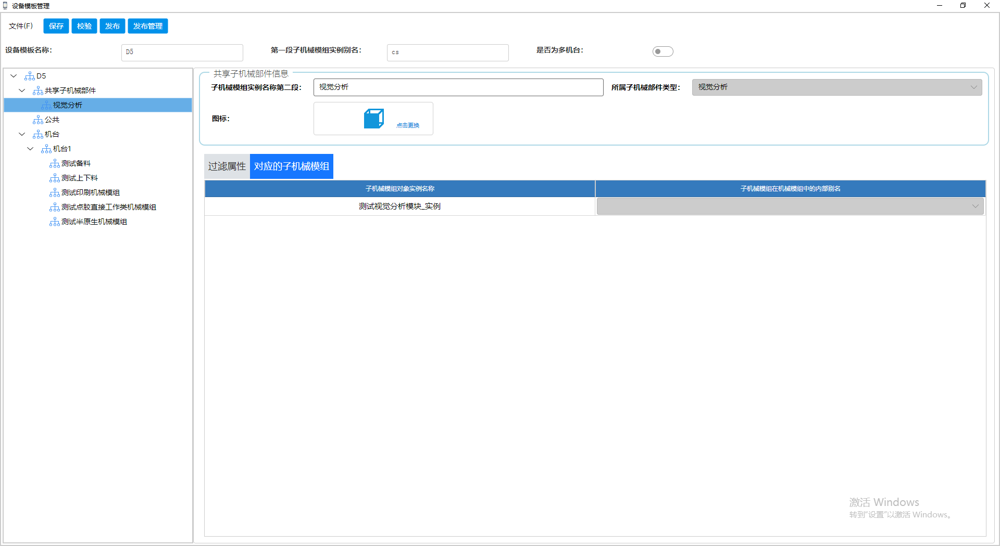 设备模板管理
文件(F) 保存 校验 发布 发布管理
设备模板名称: D5 第一段子机械模组实例别名: cs 是否为多机台:
D5
共享子机械部件
视觉分析
公共
机台
机台1
测试备料
测试上下料
测试印刷机械模组
测试点胶直接工作类机械模组
测试半原生机械模组
共享子机械部件信息
子机械模组实例名称第二段: 视觉分析 所属子机械部件类型: 视觉分析
图标: 点击更换
过滤属性 对应的子机械模组
子机械模组对象实例名称 子机械模组在机械模组中的内部别名
测试视觉分析模块_实例
激活 Windows
转到“设置”以激活 Windows。